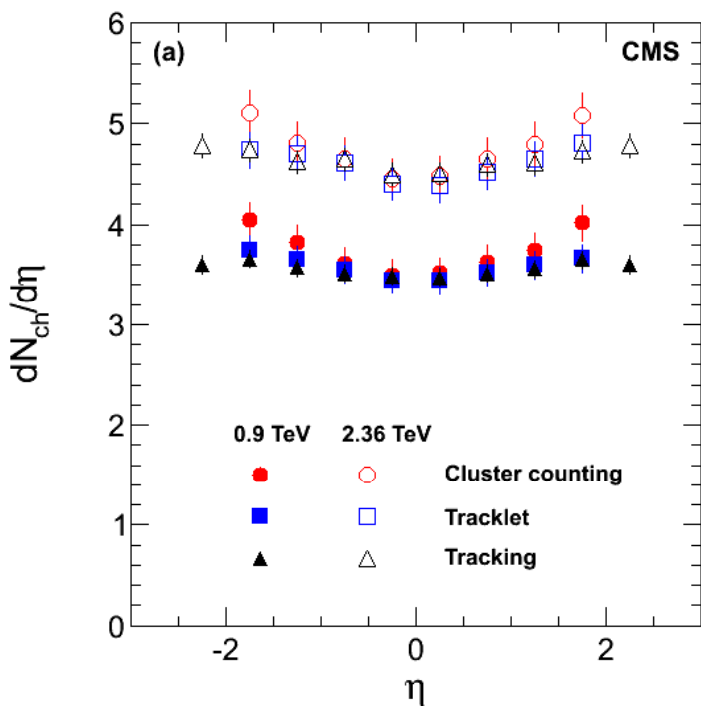 (a) CMS
6
5
4
3
2
1
0
dN_ch/dη
0.9 TeV 2.36 TeV
Cluster counting
Tracklet
Tracking
-2 0 2
η